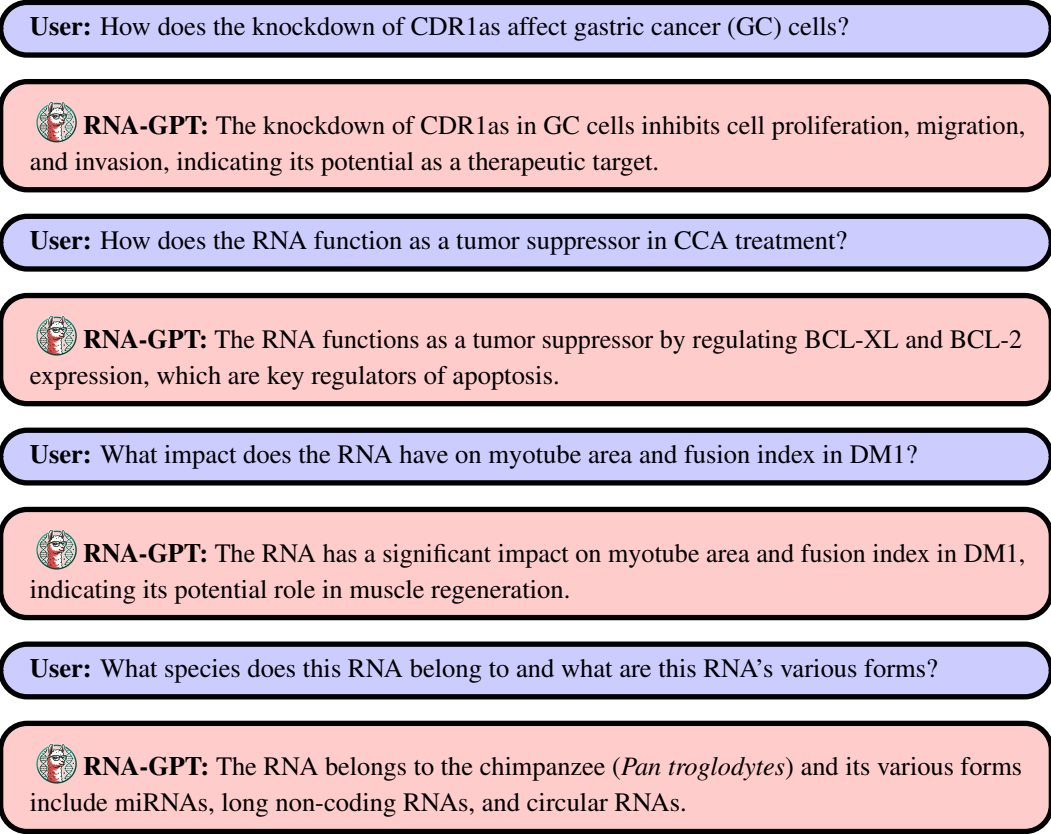 User: How does the knockdown of CDR1as affect gastric cancer (GC) cells?
RNA-GPT: The knockdown of CDR1as in GC cells inhibits cell proliferation, migration,
and invasion, indicating its potential as a therapeutic target.
User: How does the RNA function as a tumor suppressor in CCA treatment?
RNA-GPT: The RNA functions as a tumor suppressor by regulating BCL-XL and BCL-2
expression, which are key regulators of apoptosis.
User: What impact does the RNA have on myotube area and fusion index in DM1?
RNA-GPT: The RNA has a significant impact on myotube area and fusion index in DM1,
indicating its potential role in muscle regeneration.
User: What species does this RNA belong to and what are this RNA's various forms?
RNA-GPT: The RNA belongs to the chimpanzee (Pan troglodytes) and its various forms
include miRNAs, long non-coding RNAs, and circular RNAs.